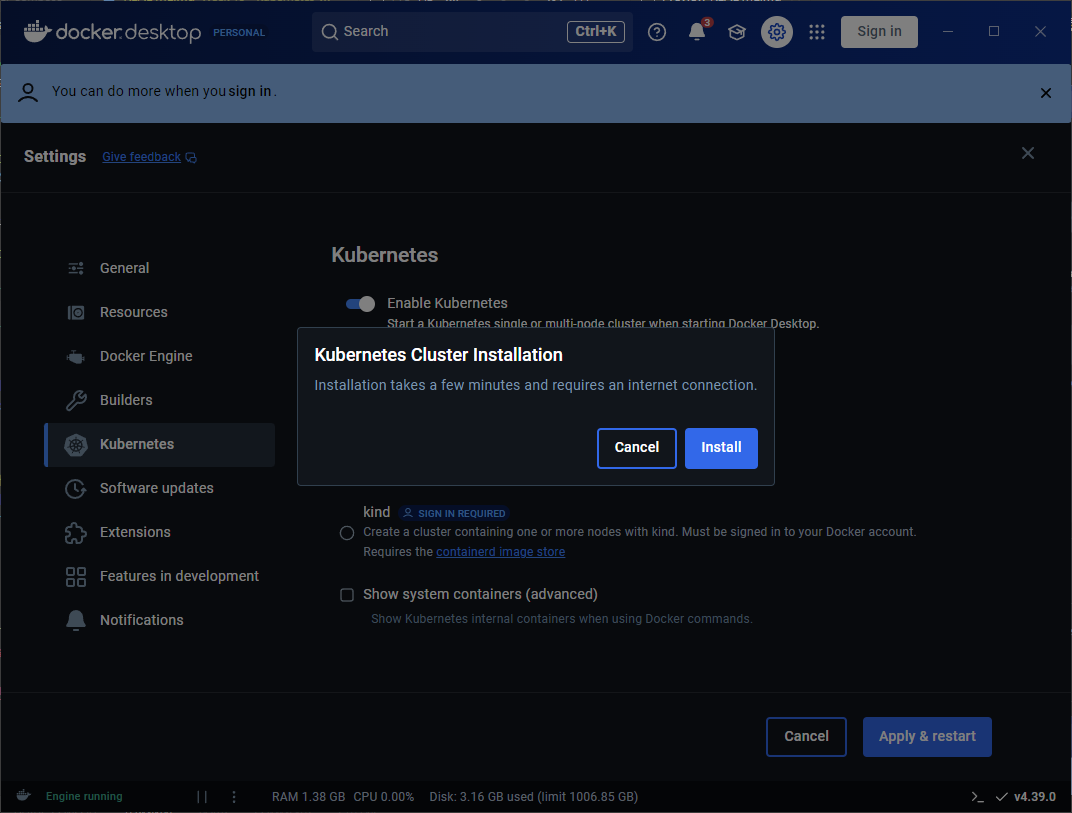 docker desktop PERSONAL
Search
Ctrl+K
3
Sign in
You can do more when you sign in.
Settings
Give feedback
General
Resources
Docker Engine
Builders
Kubernetes
Software updates
Extensions
Features in development
Notifications
Kubernetes
Enable Kubernetes
Start a Kubernetes single or multi-node cluster when starting Docker Desktop.
Kubernetes Cluster Installation
Installation takes a few minutes and requires an internet connection.
Cancel
Install
kind SIGN IN REQUIRED
Create a cluster containing one or more nodes with kind. Must be signed in to your Docker account.
Requires the containerd image store
Show system containers (advanced)
Show Kubernetes internal containers when using Docker commands.
Cancel
Apply & restart
Engine running
RAM 1.38 GB CPU 0.00% Disk: 3.16 GB used (limit 1006.85 GB)
v4.39.0